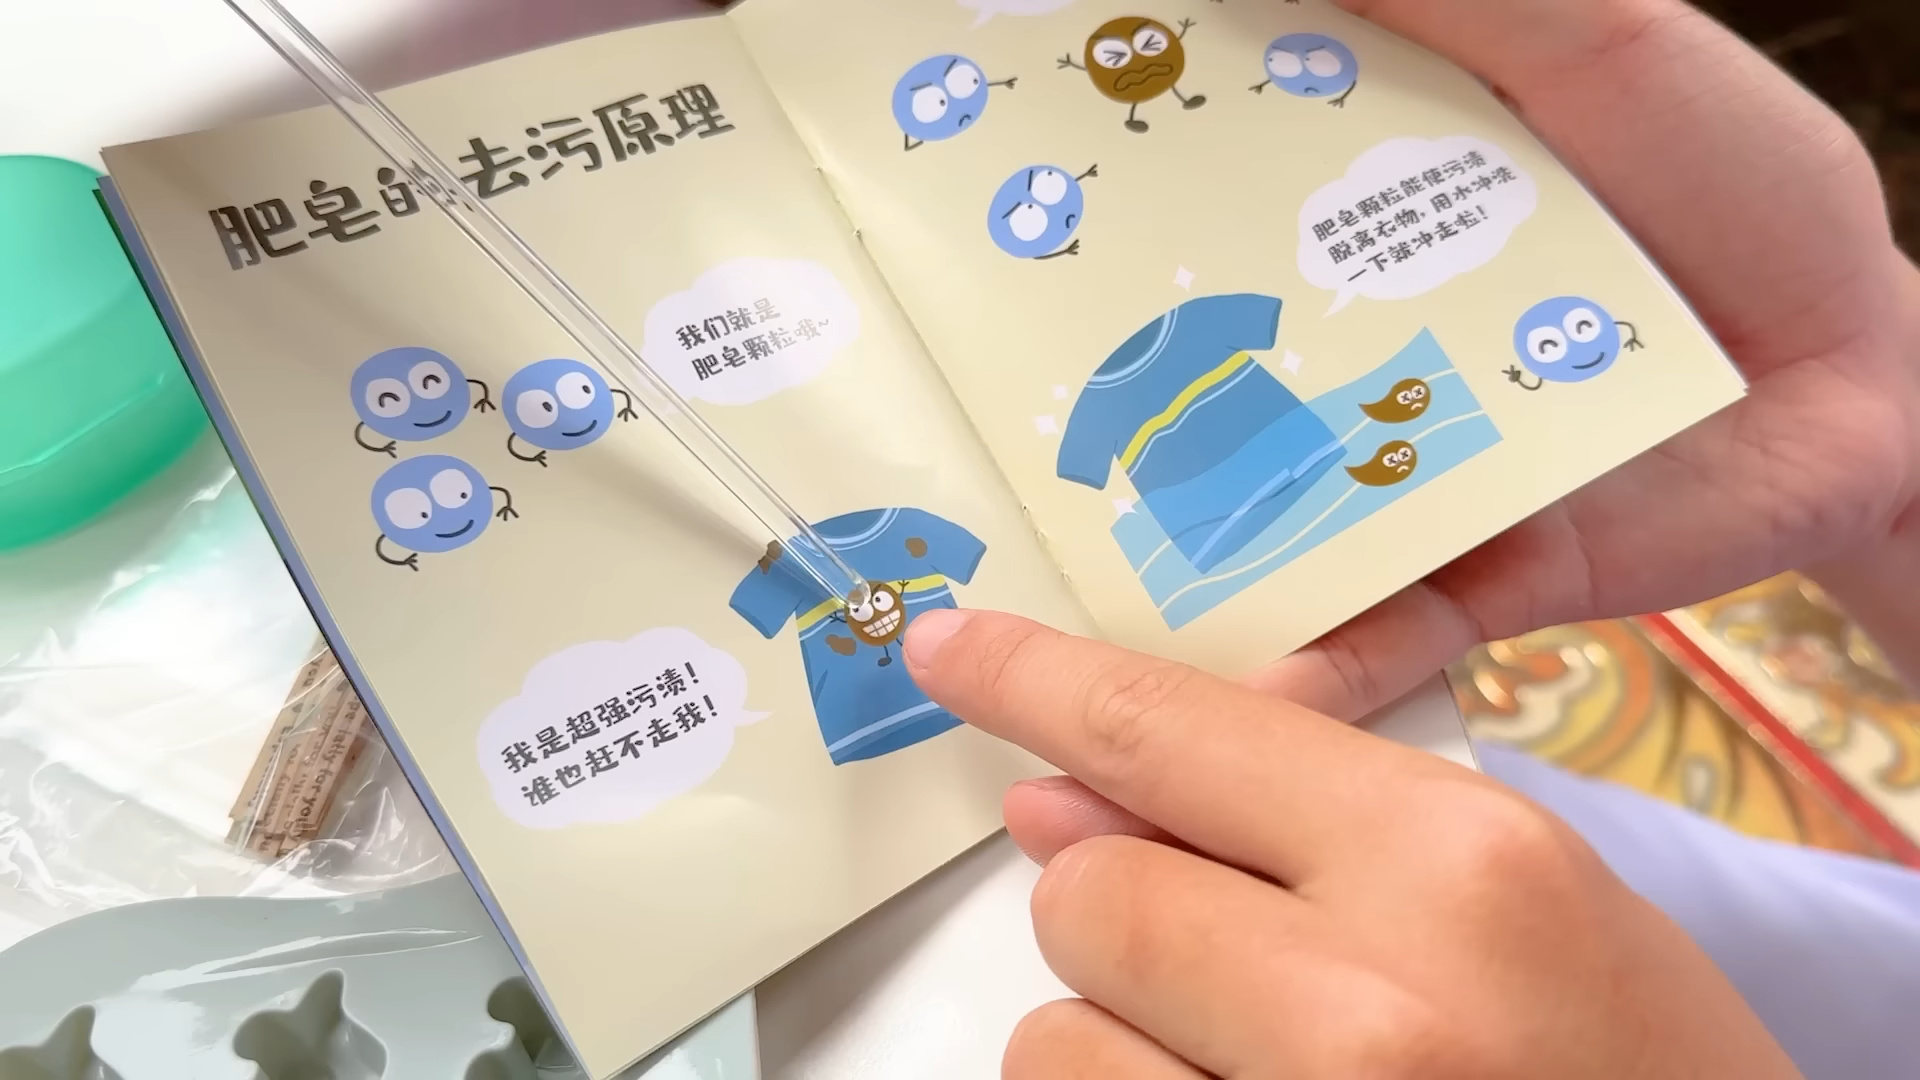 肥皂的去污原理
我们就是
肥皂颗粒哦~
我是超强污渍！
谁也赶不走我！
肥皂颗粒能使污渍
脱离衣物，用水冲洗
一下就冲走啦！